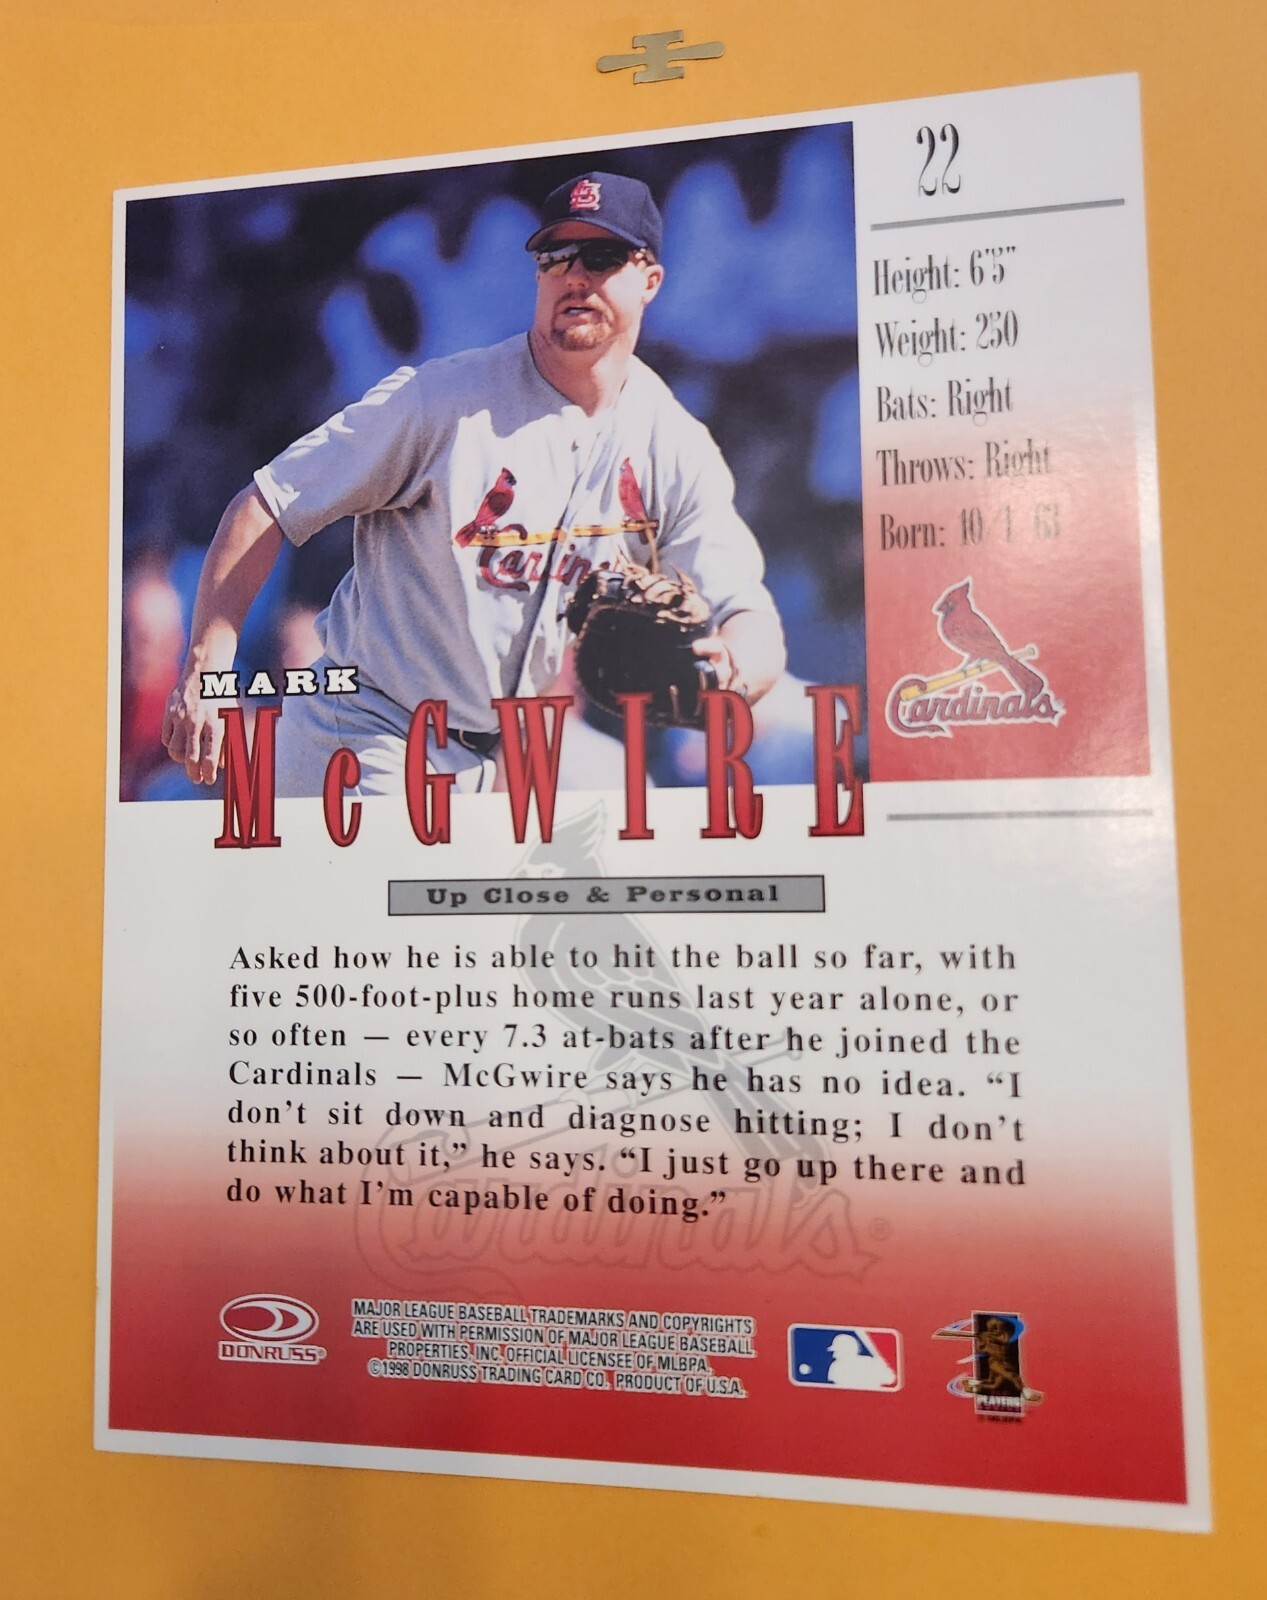 22
Height: 6'5"
Weight: 250
Bats: Right
Throws: Right
Born: 10/1/63
Cardinals
Cardin
MARK
McGWIRE
Up Close & Personal
Asked how he is able to hit the ball so far, with
five 500-foot-plus home runs last year alone, or
so often — every 7.3 at-bats after he joined the
Cardinals — McGwire says he has no idea. “I
don’t sit down and diagnose hitting; I don’t
think about it,” he says. “I just go up there and
do what I’m capable of doing.”
Cardinals®
DONRUSS®
MAJOR LEAGUE BASEBALL TRADEMARKS AND COPYRIGHTS
ARE USED WITH PERMISSION OF MAJOR LEAGUE BASEBALL
PROPERTIES, INC. OFFICIAL LICENSEE OF MLBPA.
©1998 DONRUSS TRADING CARD CO. PRODUCT OF U.S.A.
PLAYERS